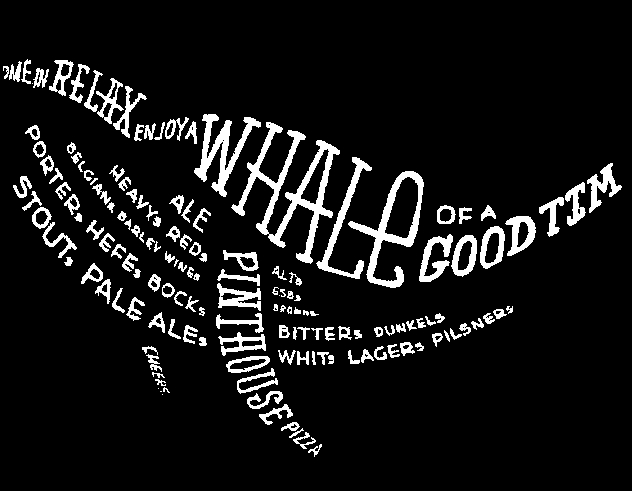 OME IN RELAX ENJOY A WHALE OF A GOOD TIM
HEAVYs ALE
REDs
BELGIANs BARLEY WINES
PORTERs HEFEs BOCKs
STOUT, PALE ALEs
CHEERS.
PINTHOUSE PIZZA
ALTs
ESBs
BROWNs
BITTERs DUNKELs
WHITs LAGERs PILSNERs